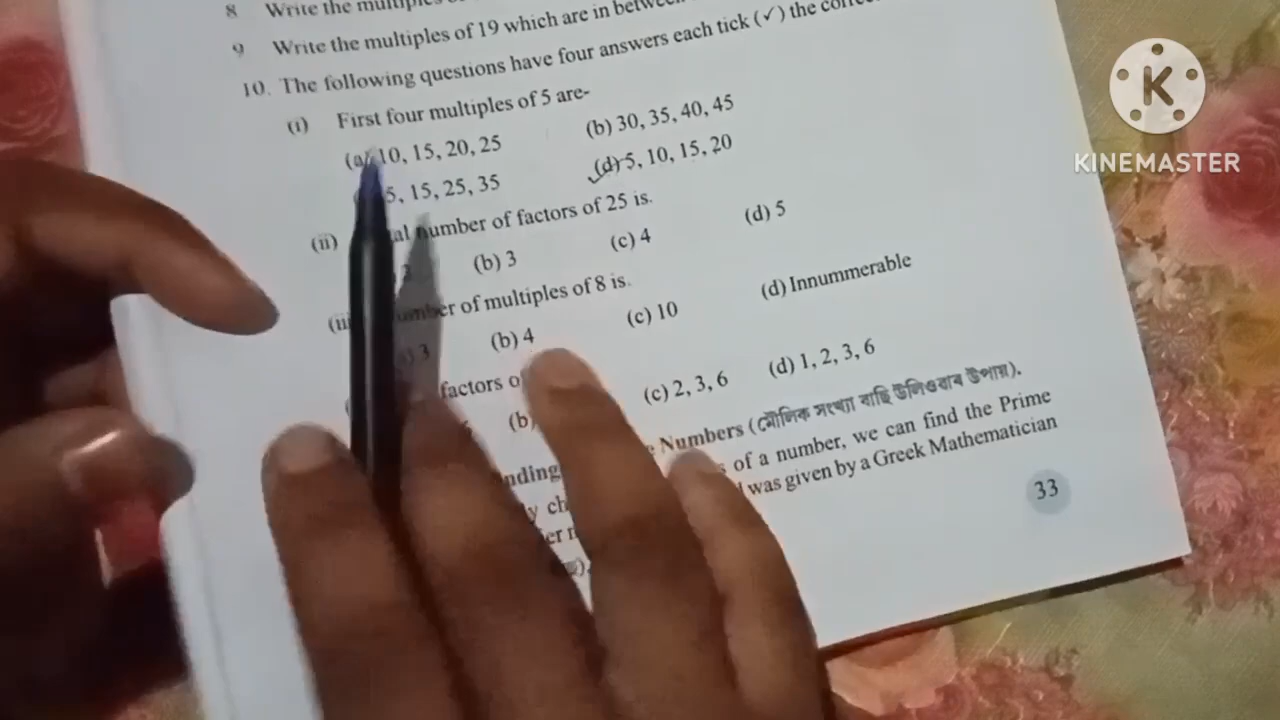 8 Write the
9 Write the multiples of 19 which are in
10. The following questions have four answers each tick (✓) the
(i) First four multiples of 5 are-
(a) 10, 15, 20, 25 (b) 30, 35, 40, 45
5, 15, 25, 35 (d) 5, 10, 15, 20
(ii) number of factors of 25 is.
(b) 3 (c) 4 (d) 5
of multiples of 8 is.
3 (b) 4 (c) 10 (d) Innummerable
factors
(b) (c) 2, 3, 6 (d) 1, 2, 3, 6
Numbers (মৌলিক সংখ্যা বাছি উলিওৱাৰ উপায়).
of a number, we can find the Prime
was given by a Greek Mathematician
33
KINEMASTER